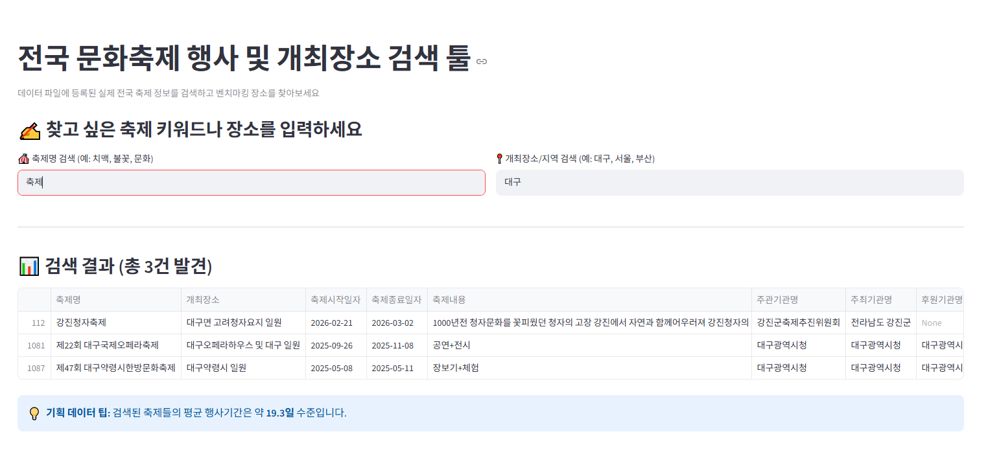 전국 문화축제 행사 및 개최장소 검색 툴
데이터 파일에 등록된 실제 전국 축제 정보를 검색하고 벤치마킹 장소를 찾아보세요
찾고 싶은 축제 키워드나 장소를 입력하세요
축제명 검색 (예: 치맥, 불꽃, 문화)
개최장소/지역 검색 (예: 대구, 서울, 부산)
축제
대구
검색 결과 (총 3건 발견)
축제명 개최장소 축제시작일자 축제종료일자 축제내용 주관기관명 주최기관명 후원기관명
112 강진청자축제 대구면 고려청자요지 일원 2026-02-21 2026-03-02 1000년전 청자문화를 꽃피웠던 청자의 고장 강진에서 자연과 함께어우러져 강진청자의 강진군축제추진위원회 전라남도 강진군 None
1081 제22회 대구국제오페라축제 대구오페라하우스 및 대구 일원 2025-09-26 2025-11-08 공연+전시 대구광역시청 대구광역시청 대구광역시
1087 제47회 대구약령시한방문화축제 대구약령시 일원 2025-05-08 2025-05-11 장보기+체험 대구광역시청 대구광역시청 대구광역시
기획 데이터 팁: 검색된 축제들의 평균 행사기간은 약 19.3일 수준입니다.